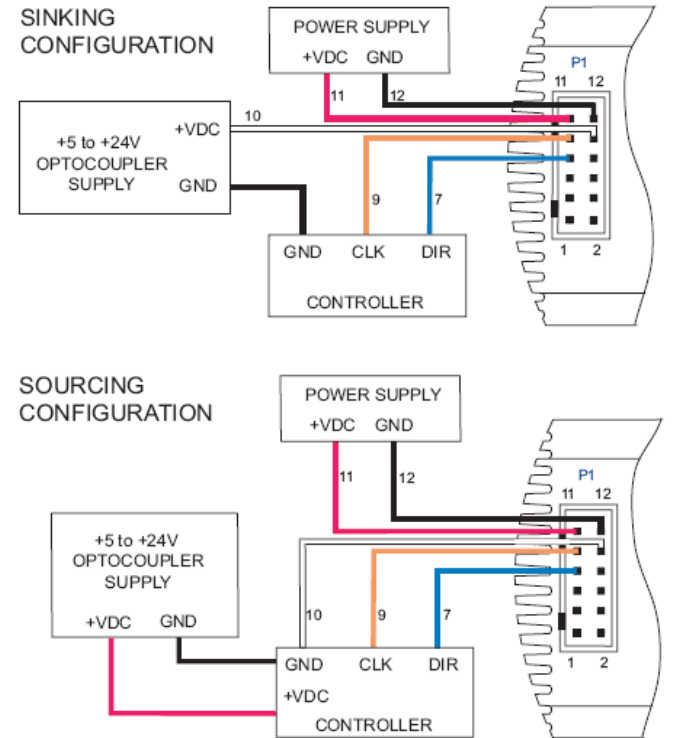 SINKING
CONFIGURATION
POWER SUPPLY
+VDC GND
P1
11 12
11
12
10
+VDC
+5 to +24V
OPTOCOUPLER
SUPPLY
GND
9
7
1 2
GND CLK DIR
CONTROLLER
SOURCING
CONFIGURATION
POWER SUPPLY
+VDC GND
P1
11
12
11 12
+5 to +24V
OPTOCOUPLER
SUPPLY
+VDC GND
10
9
7
GND CLK DIR
1 2
+VDC
CONTROLLER